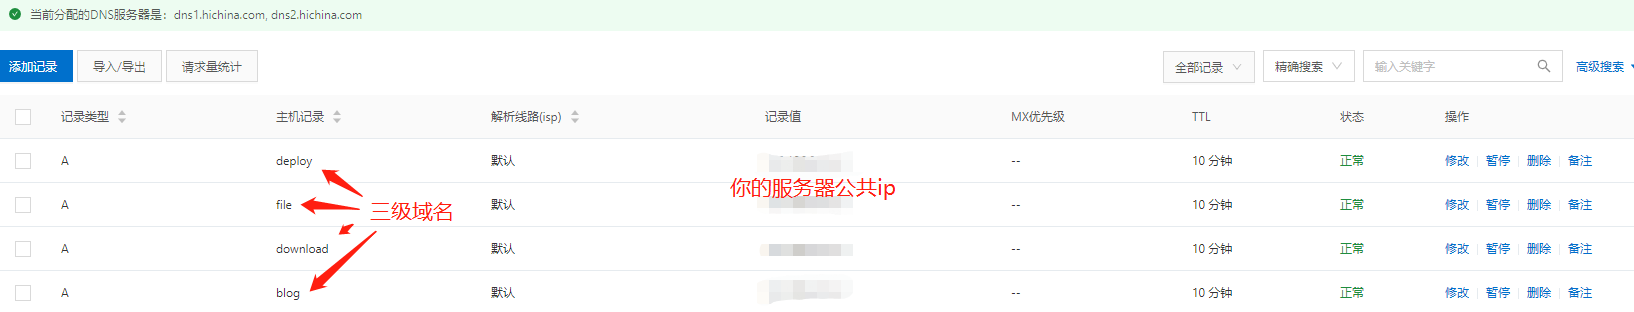 当前分配的DNS服务器是：dns1.hichina.com, dns2.hichina.com
添加记录 导入/导出 请求量统计 全部记录 精确搜索 输入关键字 高级搜索
记录类型 主机记录 解析线路(isp) 记录值 MX优先级 TTL 状态 操作
A deploy 默认 -- 10 分钟 正常 修改 暂停 删除 备注
你的服务器公共ip
A file 默认 -- 10 分钟 正常 修改 暂停 删除 备注
三级域名
A download 默认 -- 10 分钟 正常 修改 暂停 删除 备注
A blog 默认 -- 10 分钟 正常 修改 暂停 删除 备注